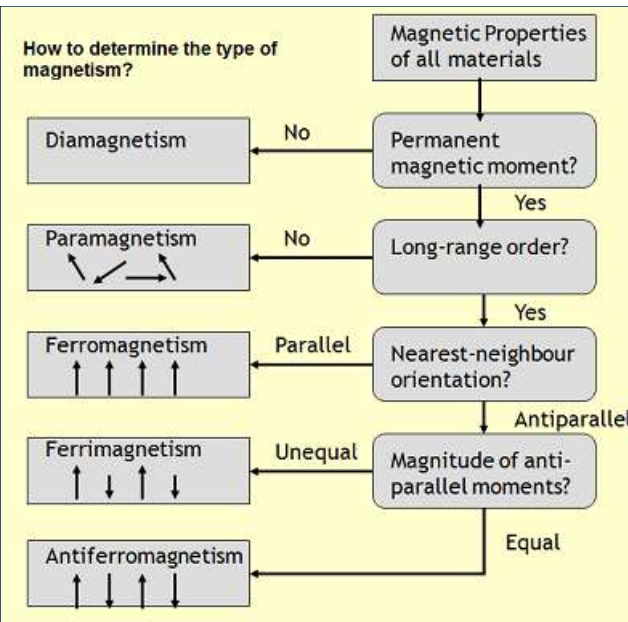 How to determine the type of
magnetism?
Magnetic Properties
of all materials
Diamagnetism
No
Permanent
magnetic moment?
Yes
Paramagnetism
No
Long-range order?
Yes
Ferromagnetism
Parallel
Nearest-neighbour
orientation?
Antiparallel
Ferrimagnetism
Unequal
Magnitude of anti-
parallel moments?
Equal
Antiferromagnetism